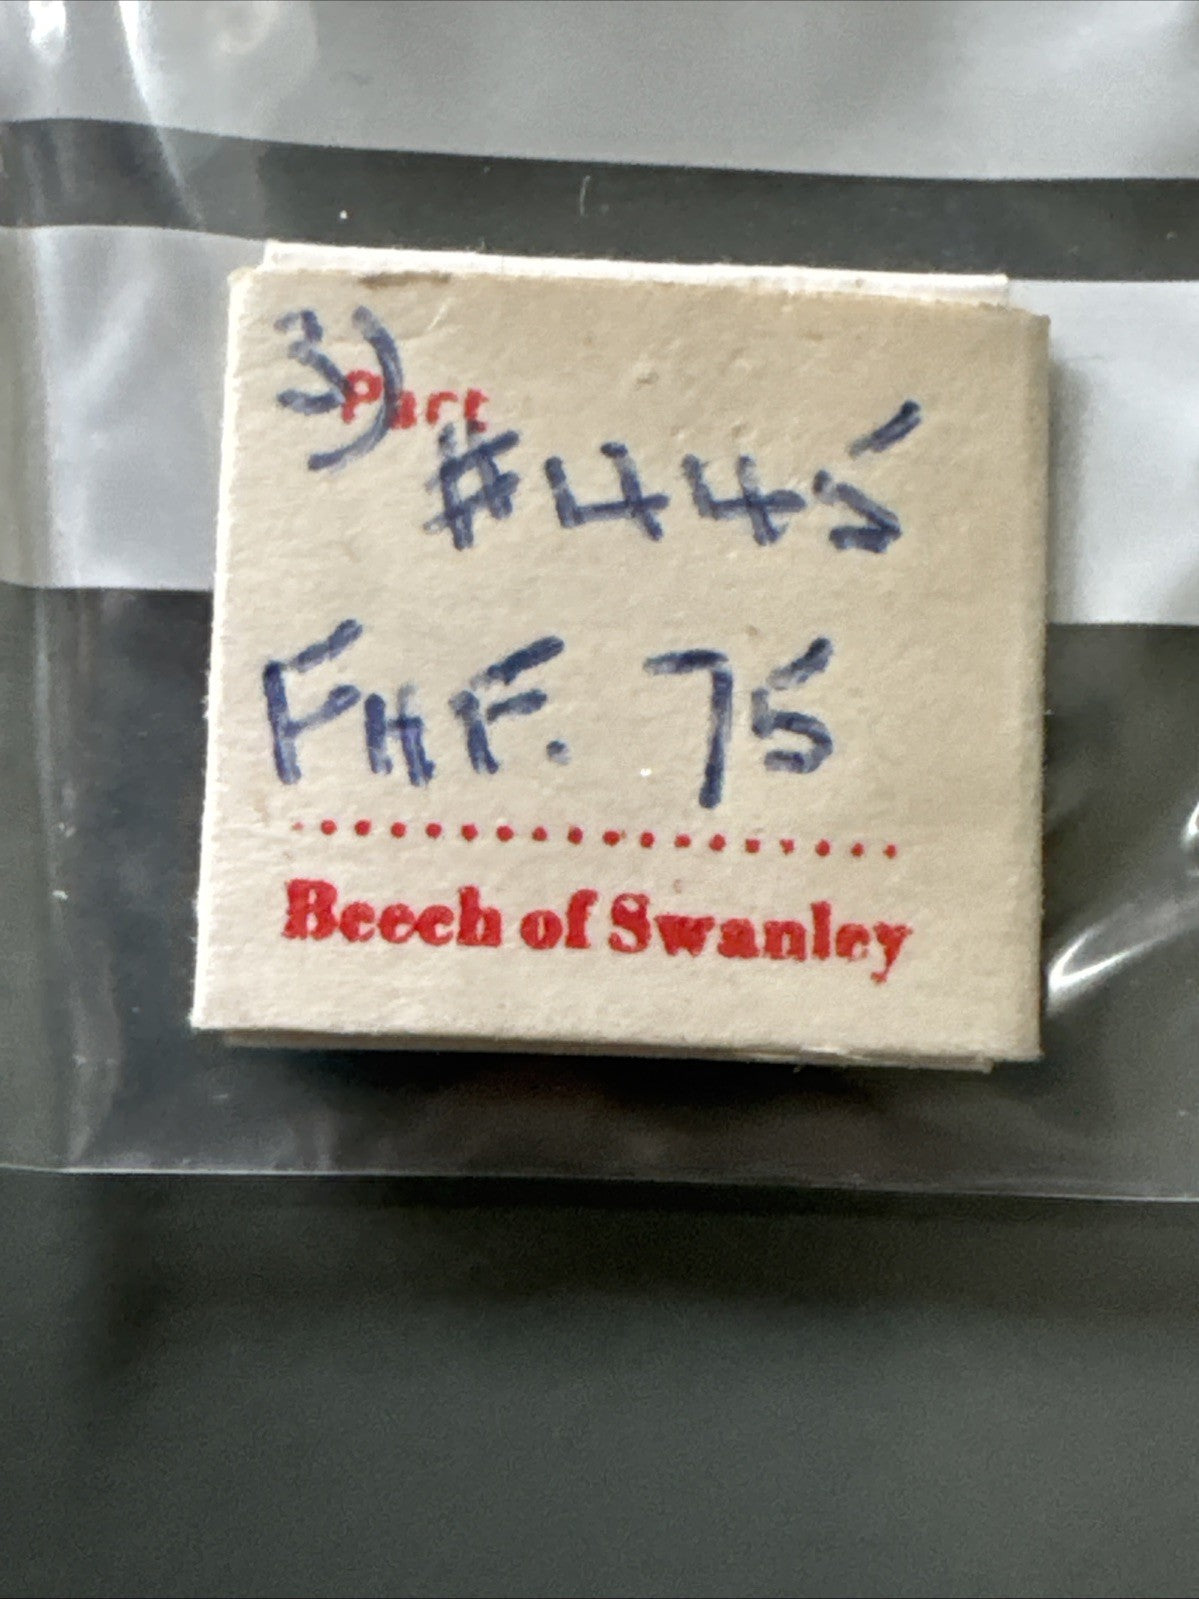 3)
Part
#445
FHF. 75
Beech of Swanley